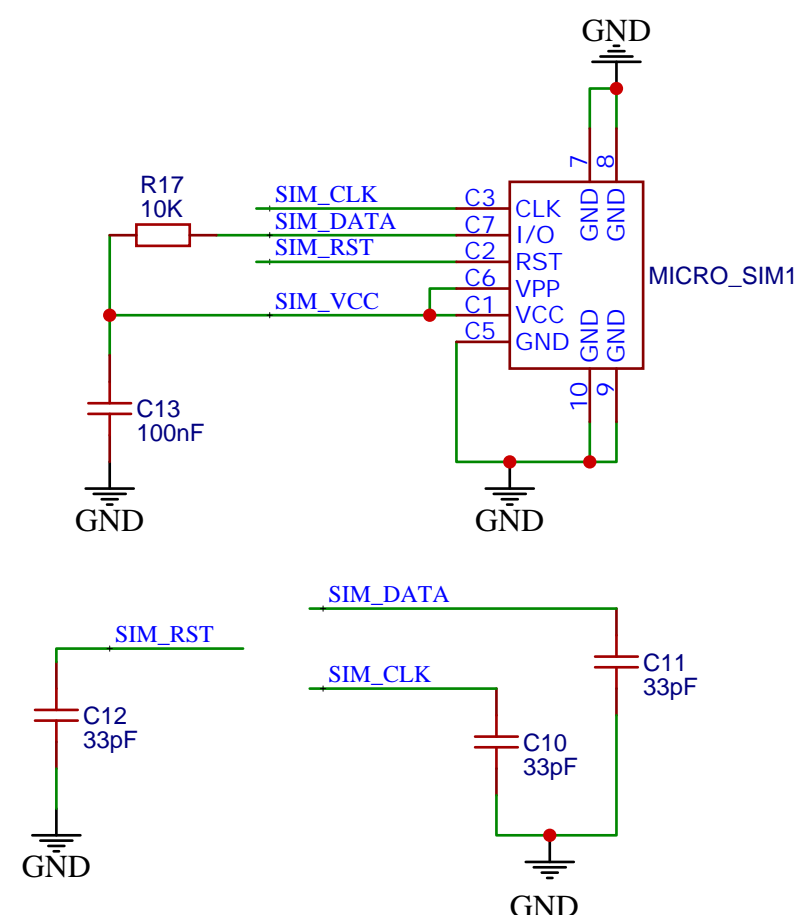 GND
7
8
R17
10K
SIM_CLK
C3
CLK
GND
GND
SIM_DATA
C7
I/O
SIM_RST
C2
RST
C6
VPP
MICRO_SIM1
SIM_VCC
C1
VCC
C5
GND
GND
GND
10
9
C13
100nF
GND
GND
SIM_DATA
SIM_RST
C11
33pF
SIM_CLK
C12
33pF
C10
33pF
GND
GND